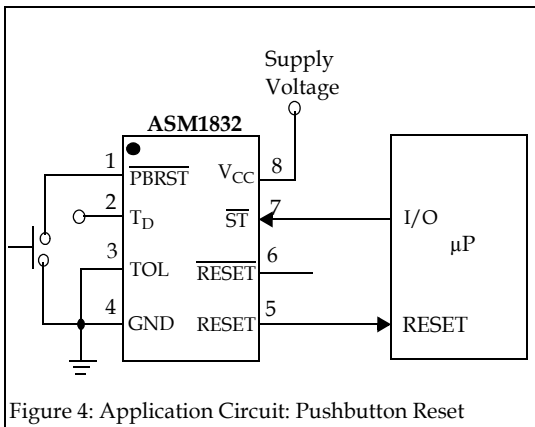 Supply
Voltage
ASM1832
1
PBRST
VCC
8
2
TD
ST
7
I/O
µP
3
TOL
RESET
6
4
GND
RESET
5
RESET
Figure 4: Application Circuit: Pushbutton Reset